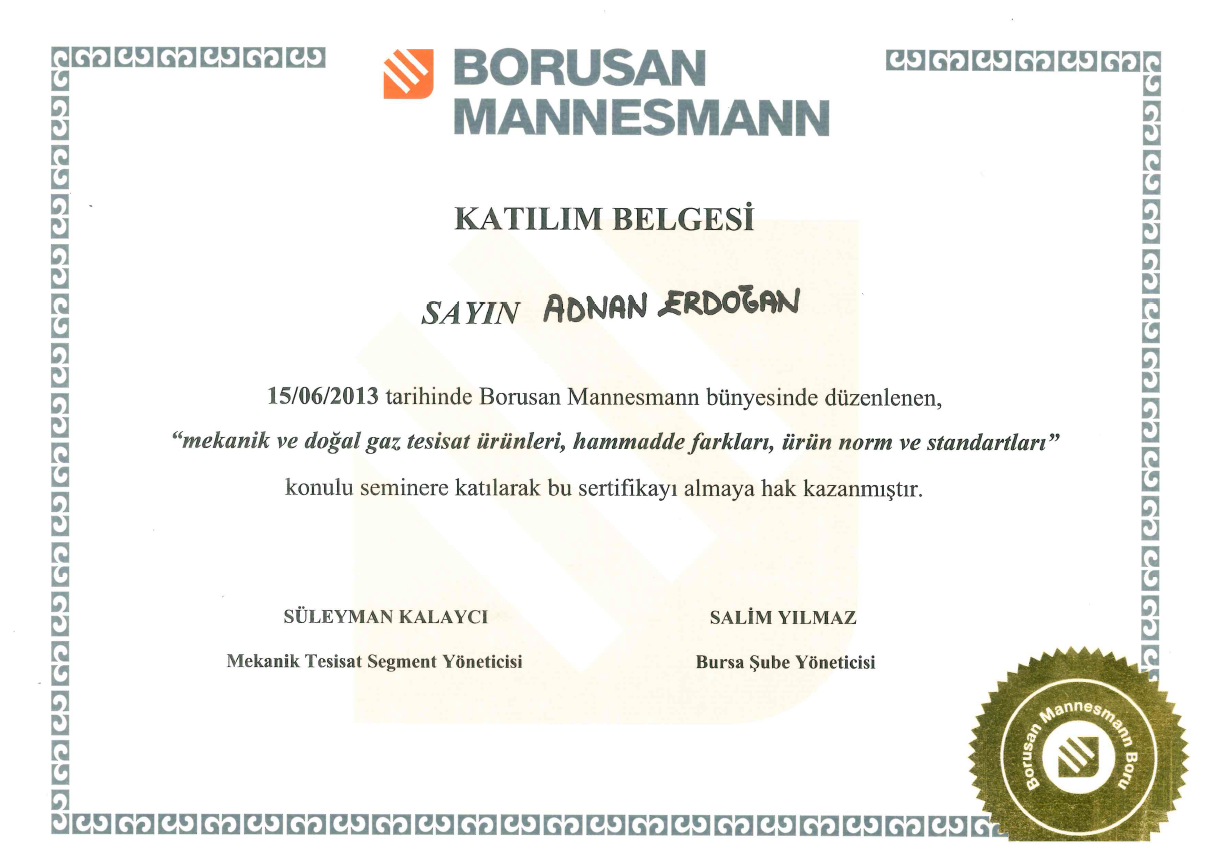 BORUSAN
MANNESMANN
KATILIM BELGESİ
SAYIN ADNAN ERDOĞAN
15/06/2013 tarihinde Borusan Mannesmann bünyesinde düzenlenen,
“mekanik ve doğal gaz tesisat ürünleri, hammadde farkları, ürün norm ve standartları”
konulu seminere katılarak bu sertifikayı almaya hak kazanmıştır.
SÜLEYMAN KALAYCI
Mekanik Tesisat Segment Yöneticisi
SALİM YILMAZ
Bursa Şube Yöneticisi
Borusan Mannesmann Boru